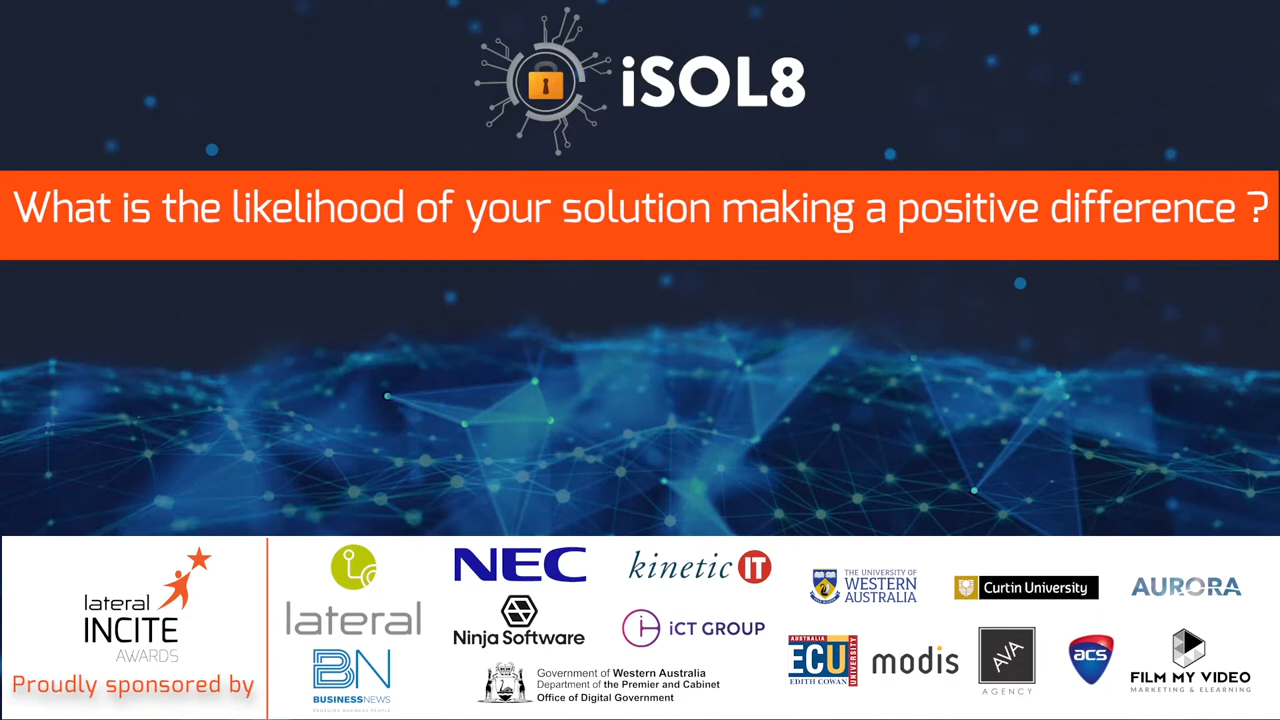 iSOL8
What is the likelihood of your solution making a positive difference ?
lateral
INCITE
AWARDS
Proudly sponsored by
lateral
BN
BUSINESSNEWS
NEC
Ninja Software
Government of Western Australia
Department of the Premier and Cabinet
Office of Digital Government
kinetic IT
iCT GROUP
THE UNIVERSITY OF
WESTERN
AUSTRALIA
Curtin University
AURORA
AUSTRALIA
ECU
EDITH COWAN
UNIVERSITY
modis
AVA
AGENCY
acs
FILM MY VIDEO
MARKETING & ELEARNING